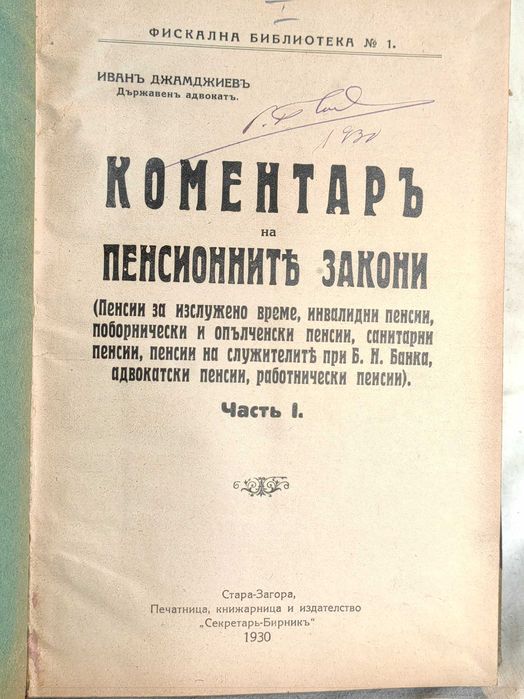 I
ФИСКАЛНА БИБЛИОТЕКА № 1.
ИВАНЪ ДЖАМДЖИЕВЪ
Държавенъ адвокатъ.
1930
КОМЕНТАРЪ
на
ПЕНСИОННИТѢ ЗАКОНИ
(Пенсии за изслужено време, инвалидни пенсии,
поборнически и опълченски пенсии, санитарни
пенсии, пенсии на служителитѣ при Б. Н. Банка,
адвокатски пенсии, работнически пенсии).
Часть I.
Стара-Загора,
Печатница, книжарница и издателство
„Секретарь-Бирникъ“
1930